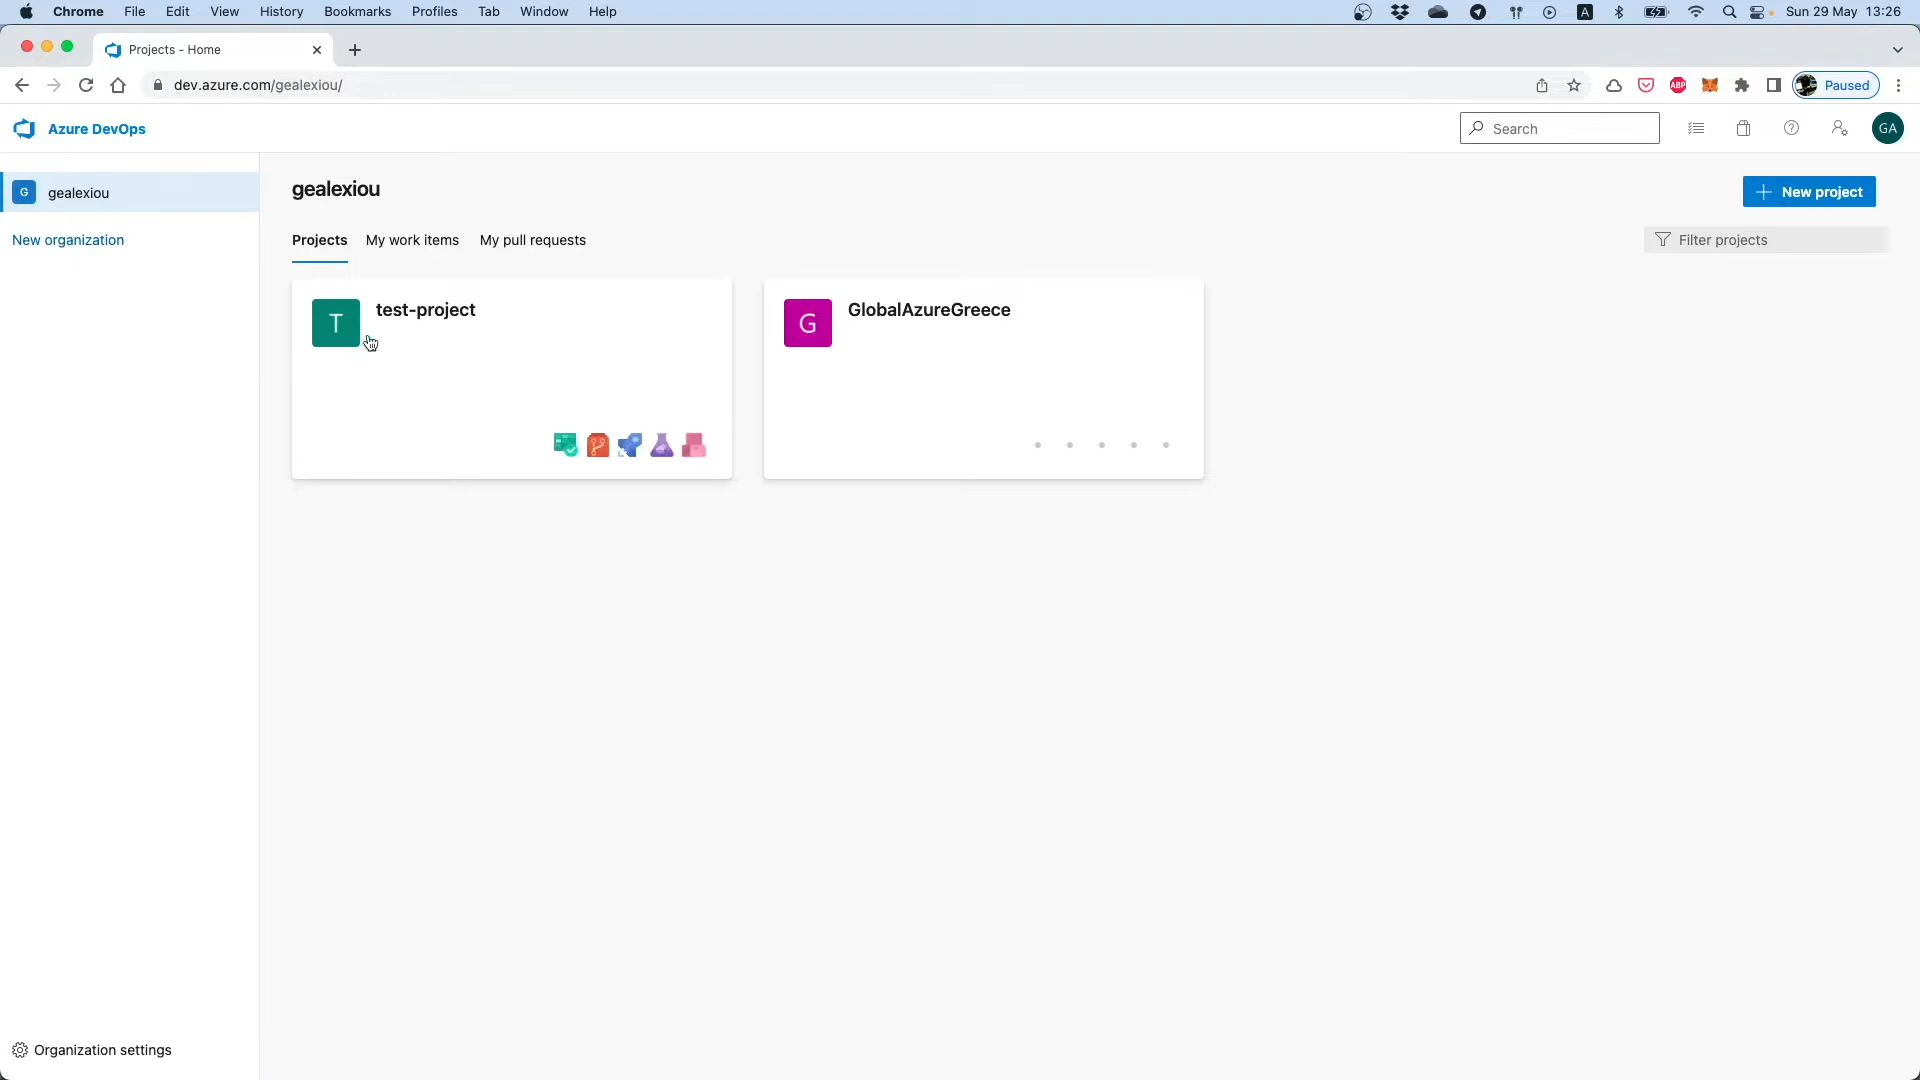 Chrome File Edit View History Bookmarks Profiles Tab Window Help
A
Sun 29 May 13:26
Projects - Home
dev.azure.com/gealexiou/
ABP
Paused
Azure DevOps
Search
GA
G
gealexiou
New organization
gealexiou
New project
Projects My work items My pull requests
Filter projects
T
test-project
G
GlobalAzureGreece
Organization settings